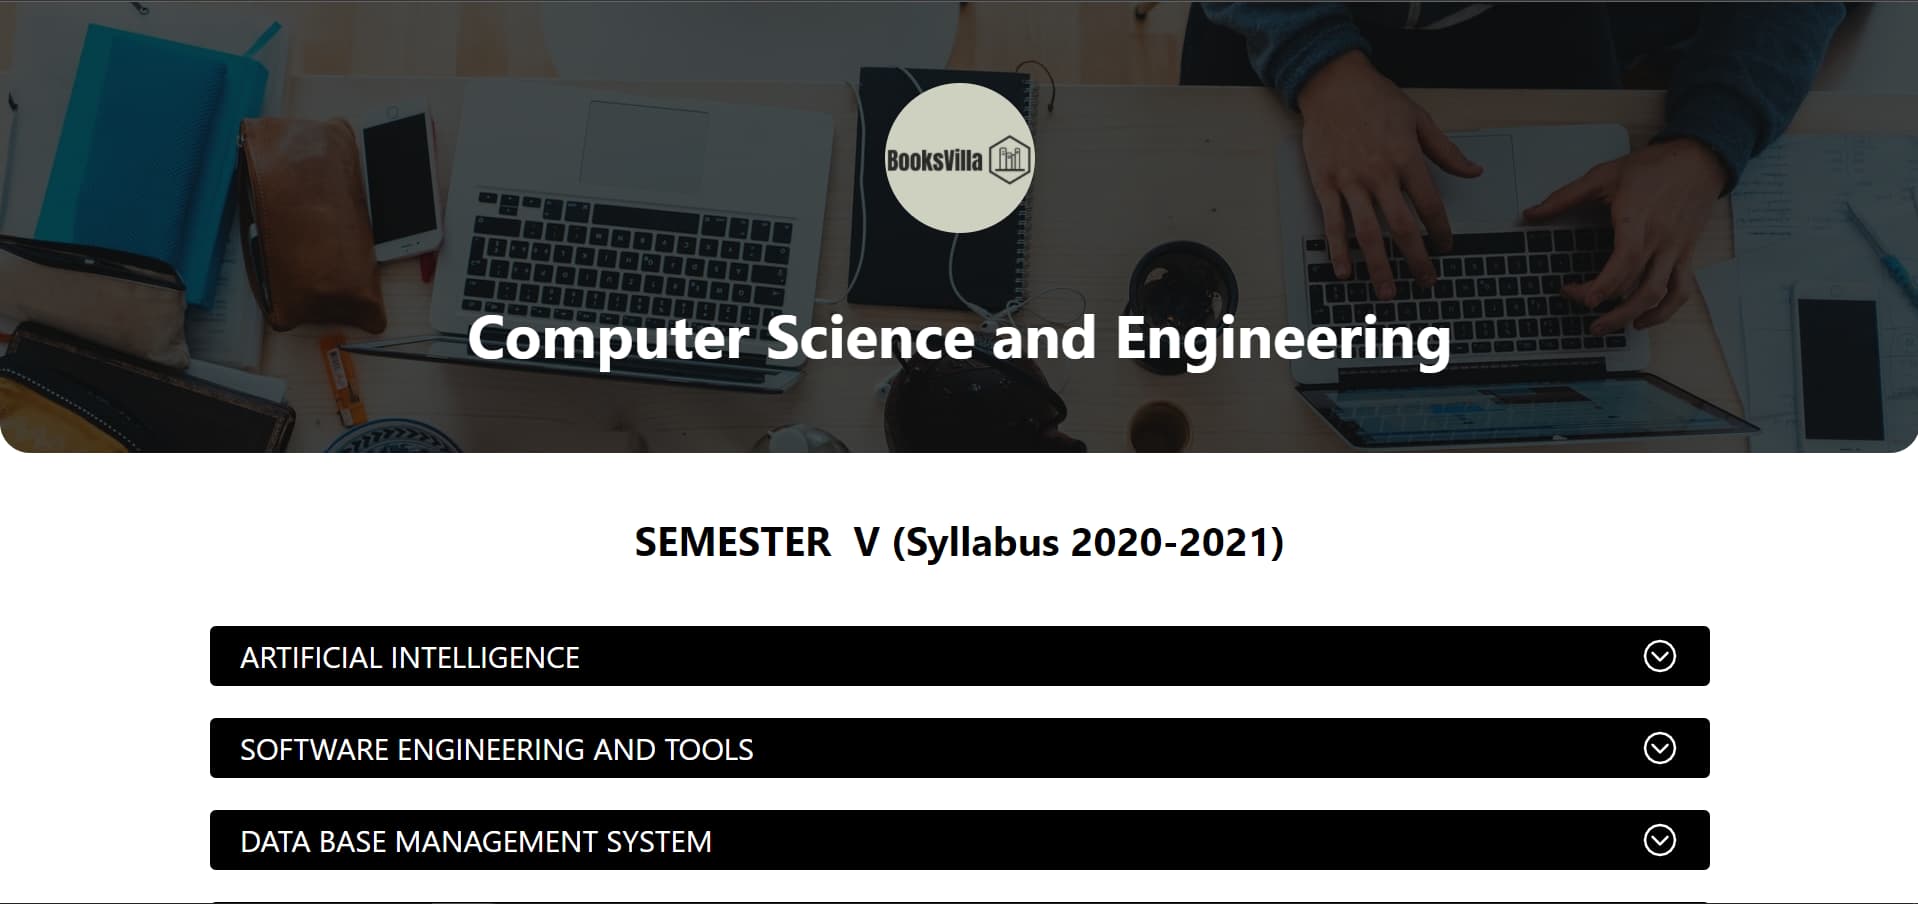 BooksVilla
Computer Science and Engineering
SEMESTER  V (Syllabus 2020-2021)
ARTIFICIAL INTELLIGENCE
SOFTWARE ENGINEERING AND TOOLS
DATA BASE MANAGEMENT SYSTEM